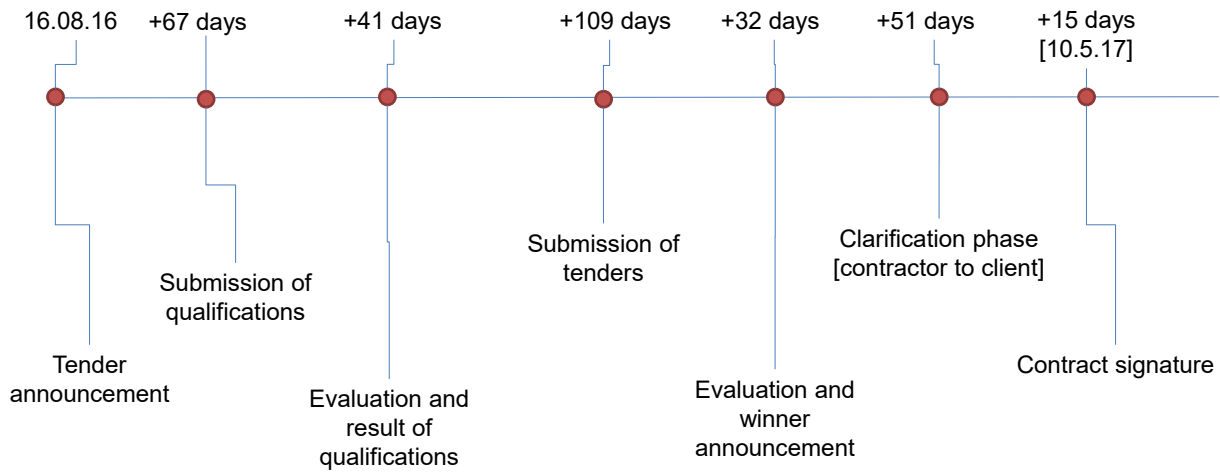 16.08.16
+67 days
+41 days
+109 days
+32 days
+51 days
+15 days
[10.5.17]
Tender
announcement
Submission of
qualifications
Evaluation and
result of
qualifications
Submission of
tenders
Evaluation and
winner
announcement
Clarification phase
[contractor to client]
Contract signature